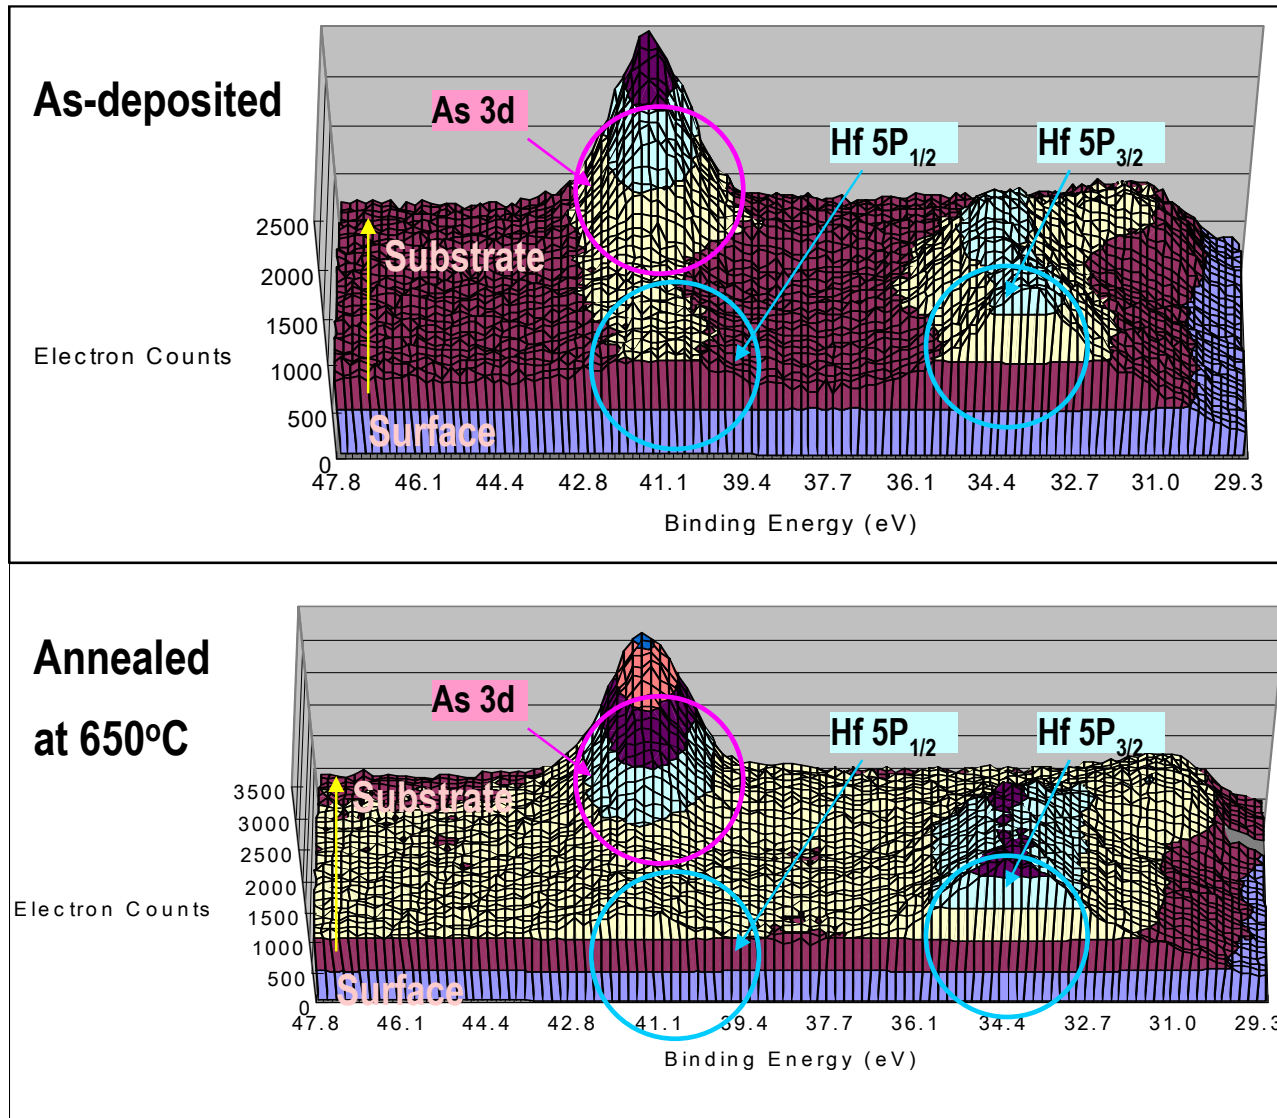 As-deposited
As 3d
Hf 5P1/2
Hf 5P3/2
2500
2000
1500
1000
500
0
Substrate
Surface
Electron Counts
47.8 46.1 44.4 42.8 41.1 39.4 37.7 36.1 34.4 32.7 31.0 29.3
Binding Energy (eV)
Annealed
at 650oC
As 3d
Hf 5P1/2
Hf 5P3/2
3500
3000
2500
2000
1500
1000
500
0
Substrate
Surface
Electron Counts
47.8 46.1 44.4 42.8 41.1 39.4 37.7 36.1 34.4 32.7 31.0 29.3
Binding Energy (eV)